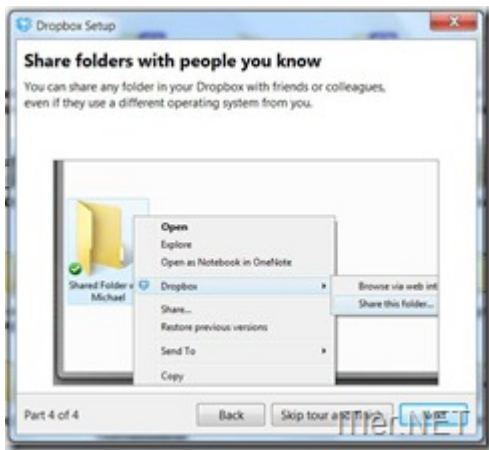 Dropbox Setup
Share folders with people you know
You can share any folder in your Dropbox with friends or colleagues,
even if they use a different operating system from you.
Open
Explore
Open as Notebook in OneNote
Shared Folder
Michael
Dropbox
Browse via web int
Share this folder...
Share...
Restore previous versions
Send To
Copy
Part 4 of 4
Back
Skip tour and finish
Next
.NET